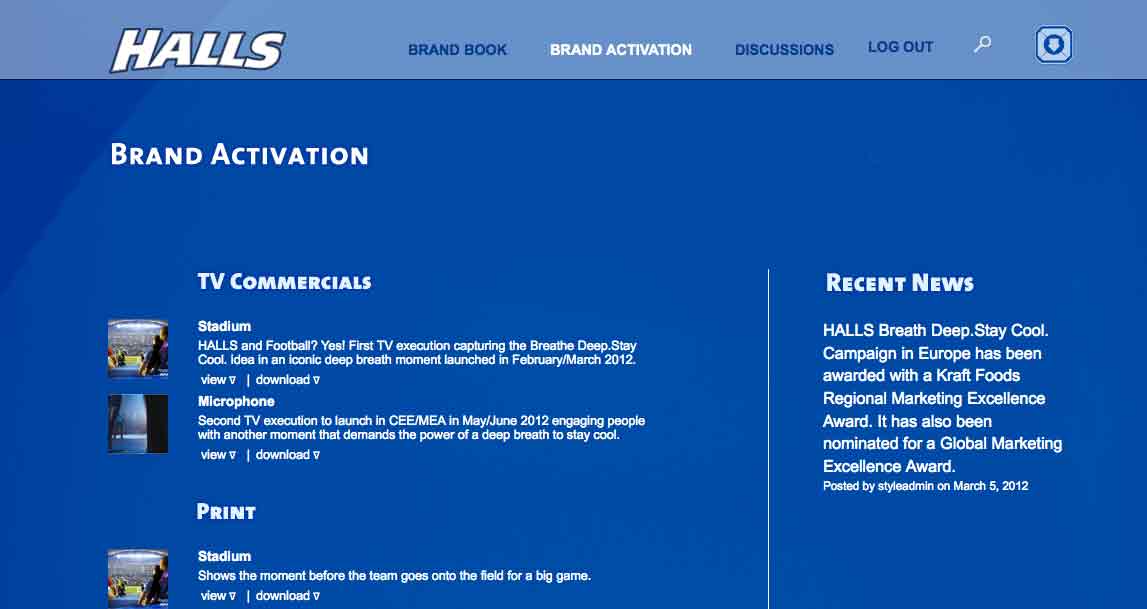 HALLS
BRAND BOOK BRAND ACTIVATION DISCUSSIONS LOG OUT
BRAND ACTIVATION
TV COMMERCIALS
Stadium
HALLS and Football? Yes! First TV execution capturing the Breathe Deep.Stay
Cool. idea in an iconic deep breath moment launched in February/March 2012.
view ∇ | download ∇
Microphone
Second TV execution to launch in CEE/MEA in May/June 2012 engaging people
with another moment that demands the power of a deep breath to stay cool.
view ∇ | download ∇
PRINT
Stadium
Shows the moment before the team goes onto the field for a big game.
view ∇ | download ∇
RECENT NEWS
HALLS Breath Deep.Stay Cool.
Campaign in Europe has been
awarded with a Kraft Foods
Regional Marketing Excellence
Award. It has also been
nominated for a Global Marketing
Excellence Award.
Posted by styleadmin on March 5, 2012